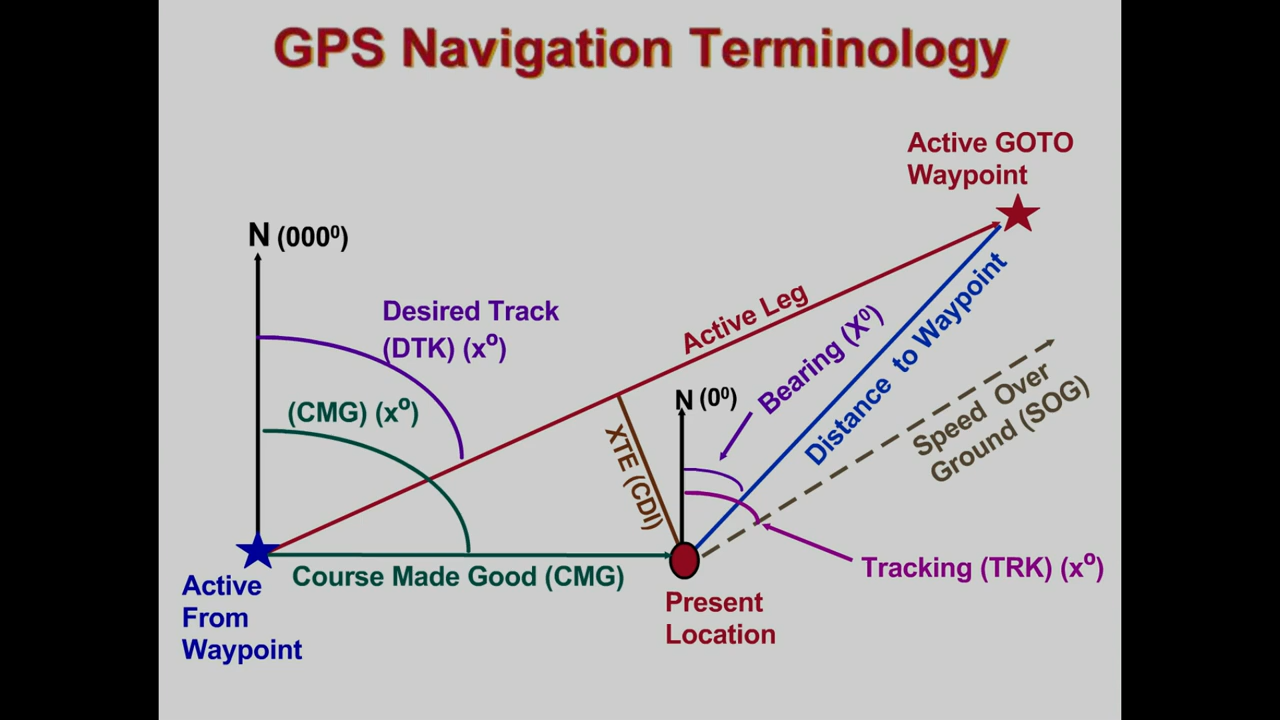 GPS Navigation Terminology
Active GOTO
Waypoint
N (000⁰)
Desired Track
(DTK) (xº)
(CMG) (xº)
Active Leg
Bearing (X⁰)
Distance to Waypoint
N (0⁰)
XTE (CDI)
Speed Over
Ground (SOG)
Tracking (TRK) (xº)
Course Made Good (CMG)
Active
From
Waypoint
Present
Location